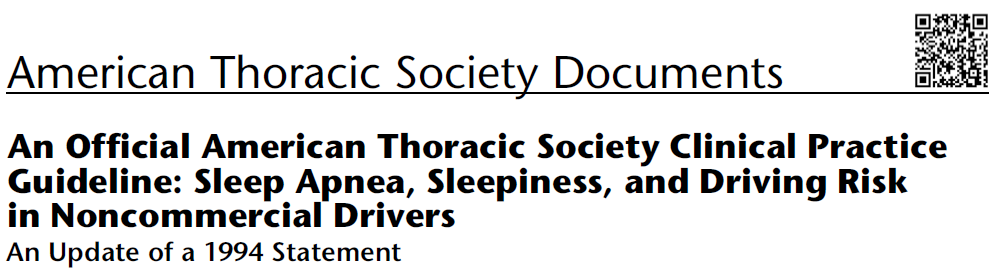 American Thoracic Society Documents
An Official American Thoracic Society Clinical Practice
Guideline: Sleep Apnea, Sleepiness, and Driving Risk
in Noncommercial Drivers
An Update of a 1994 Statement